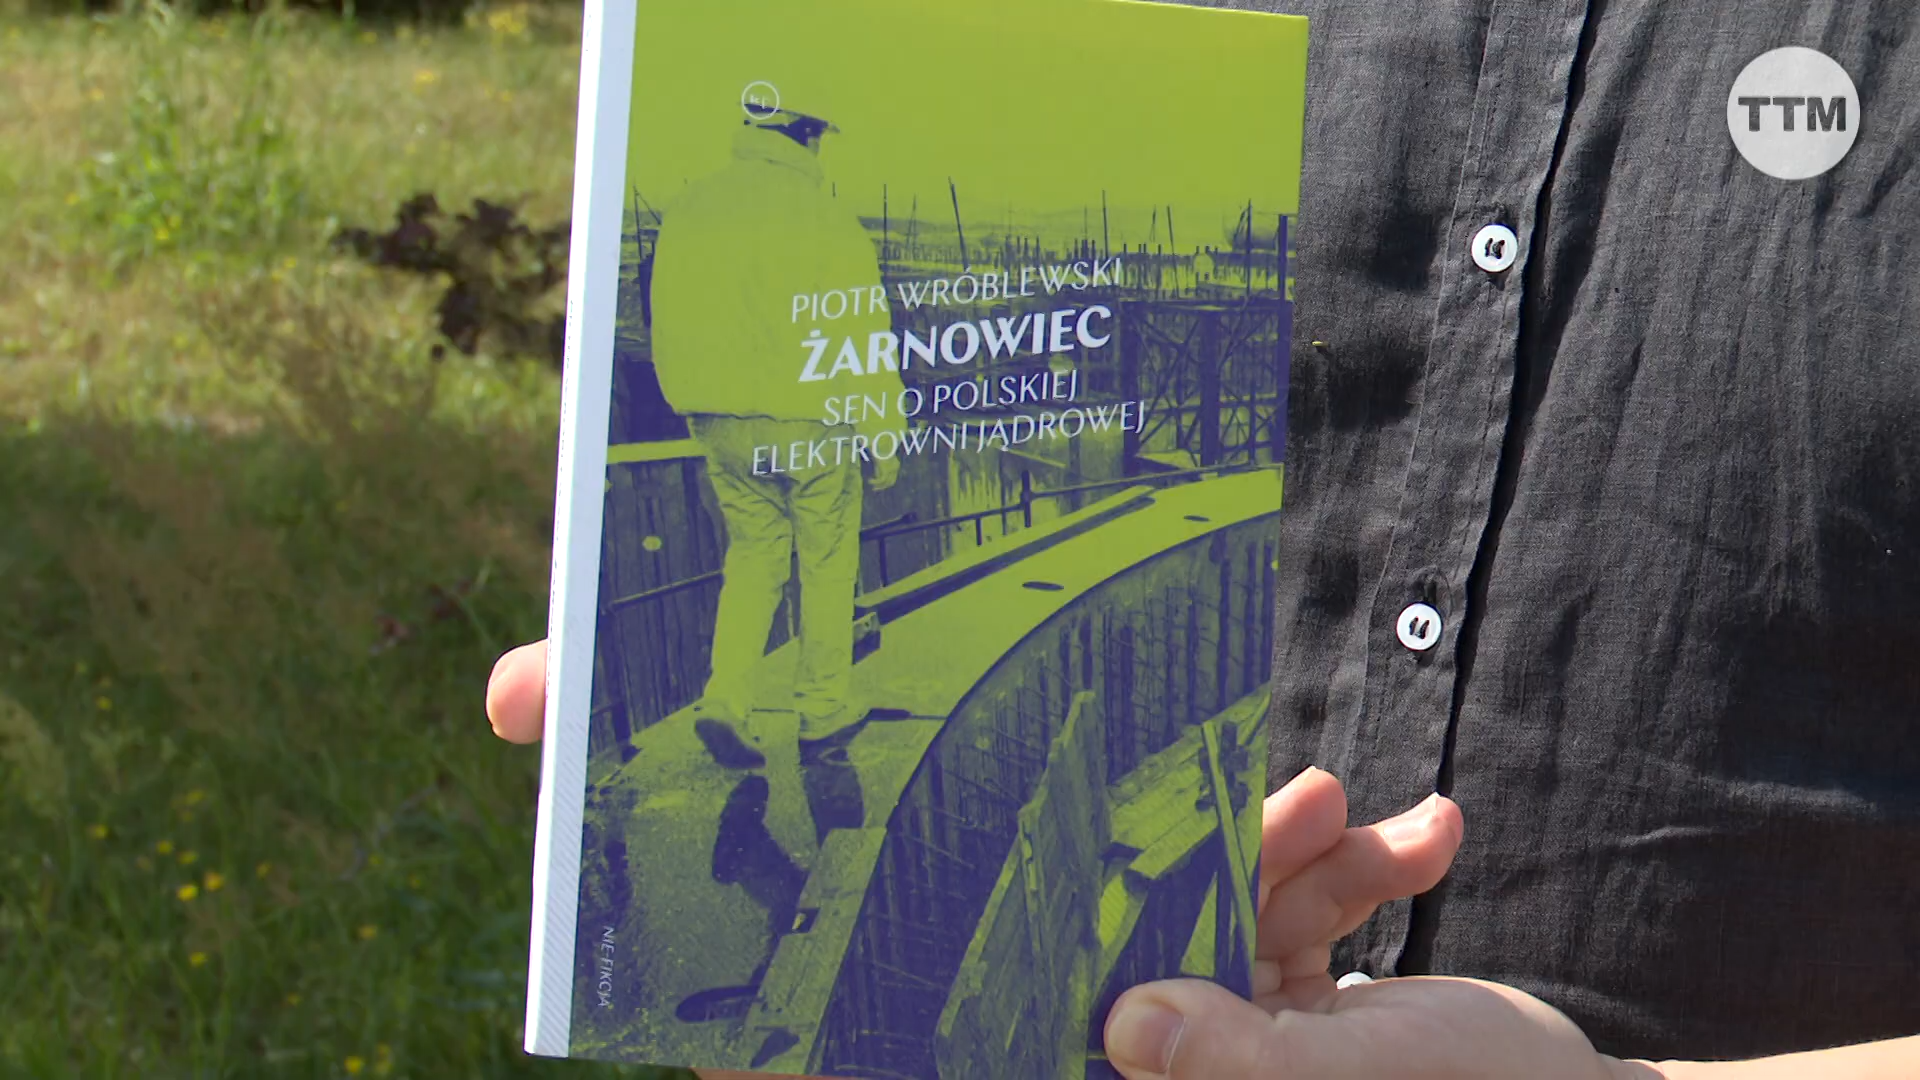 TTM
PIOTR WRÓBLEWSKI
ŻARNOWIEC
SEN O POLSKIEJ
ELEKTROWNI JĄDROWEJ
NIE-FIKCJA